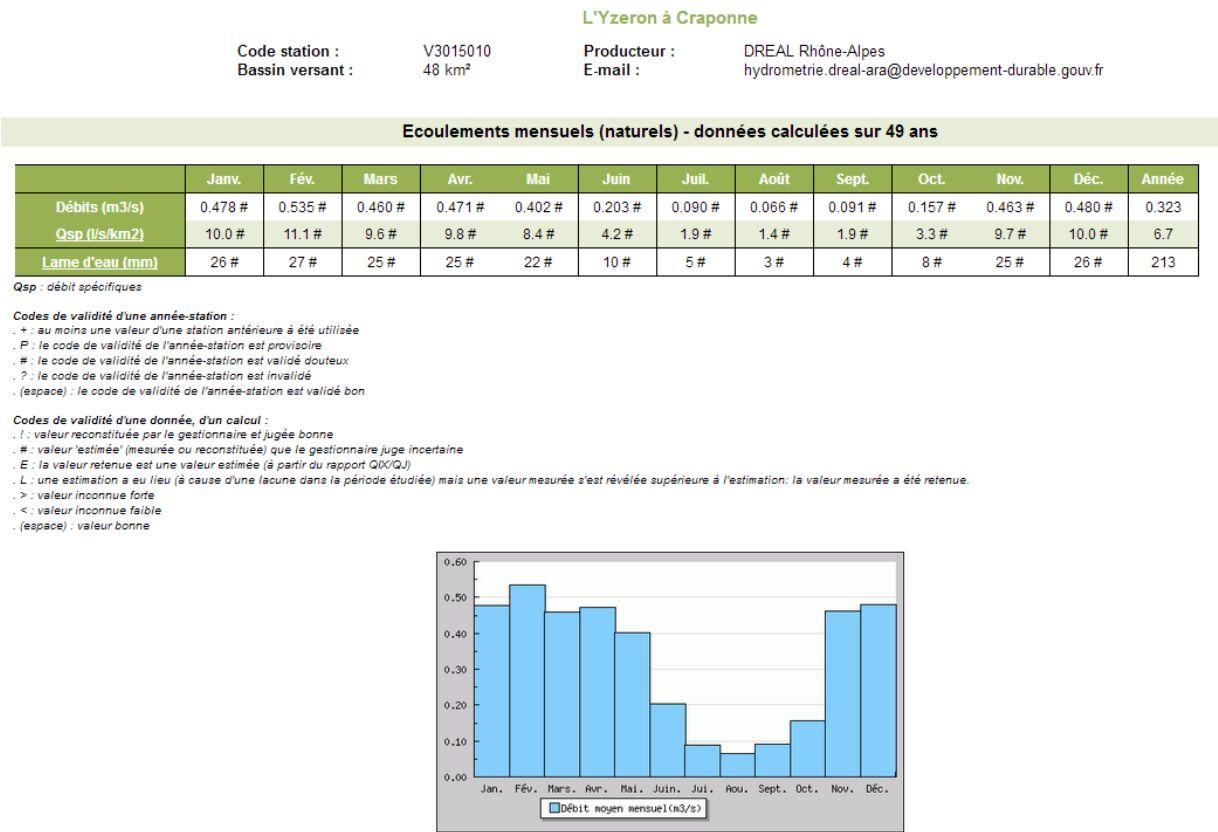 L'Yzeron à Craponne
Code station : V3015010 Producteur : DREAL Rhône-Alpes
Bassin versant : 48 km² E-mail : hydrometrie.dreal-ara@developpement-durable.gouv.fr
Ecoulements mensuels (naturels) - données calculées sur 49 ans
Janv. Fév. Mars Avr. Mai Juin Juil. Août Sept. Oct. Nov. Déc. Année
Débits (m3/s) 0.478 # 0.535 # 0.460 # 0.471 # 0.402 # 0.203 # 0.090 # 0.066 # 0.091 # 0.157 # 0.463 # 0.480 # 0.323
Qsp (l/s/km2) 10.0 # 11.1 # 9.6 # 9.8 # 8.4 # 4.2 # 1.9 # 1.4 # 1.9 # 3.3 # 9.7 # 10.0 # 6.7
Lame d'eau (mm) 26 # 27 # 25 # 25 # 22 # 10 # 5 # 3 # 4 # 8 # 25 # 26 # 213
Qsp : débit spécifiques
Codes de validité d'une année-station :
. + : au moins une valeur d'une station antérieure à été utilisée
. P : le code de validité de l'année-station est provisoire
. # : le code de validité de l'année-station est validé douteux
. ? : le code de validité de l'année-station est invalidé
. (espace) : le code de validité de l'année-station est validé bon
Codes de validité d'une donnée, d'un calcul :
. ! : valeur reconstituée par le gestionnaire et jugée bonne
. # : valeur 'estimée' (mesurée ou reconstituée) que le gestionnaire juge incertaine
. E : la valeur retenue est une valeur estimée (à partir du rapport QIX/QJ)
. L : une estimation a eu lieu (à cause d'une lacune dans la période étudiée) mais une valeur mesurée s'est révélée supérieure à l'estimation: la valeur mesurée a été retenue.
. > : valeur inconnue forte
. < : valeur inconnue faible
. (espace) : valeur bonne
0.60
0.50
0.40
0.30
0.20
0.10
0.00
Jan. Fév. Mars. Avr. Mai. Juin. Jui. Aou. Sept. Oct. Nov. Déc.
Débit moyen mensuel(m3/s)